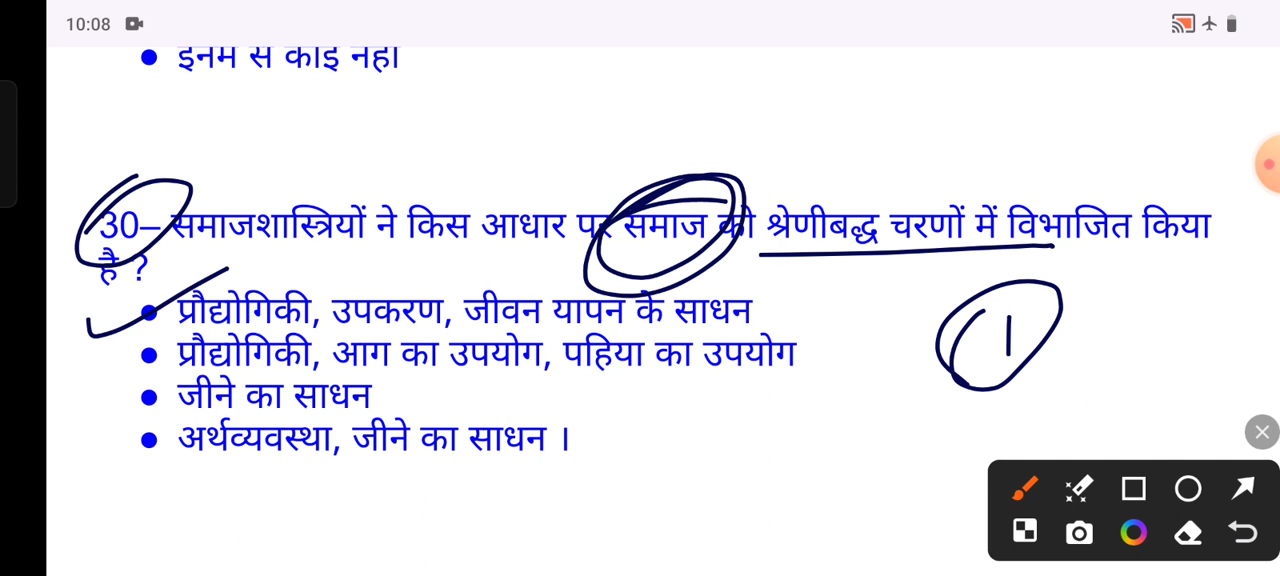 10:08
इनमें से कोई नहीं
30– समाजशास्त्रियों ने किस आधार पर समाज को श्रेणीबद्ध चरणों में विभाजित किया
है ?
● प्रौद्योगिकी, उपकरण, जीवन यापन के साधन
● प्रौद्योगिकी, आग का उपयोग, पहिया का उपयोग
● जीने का साधन
● अर्थव्यवस्था, जीने का साधन ।
1